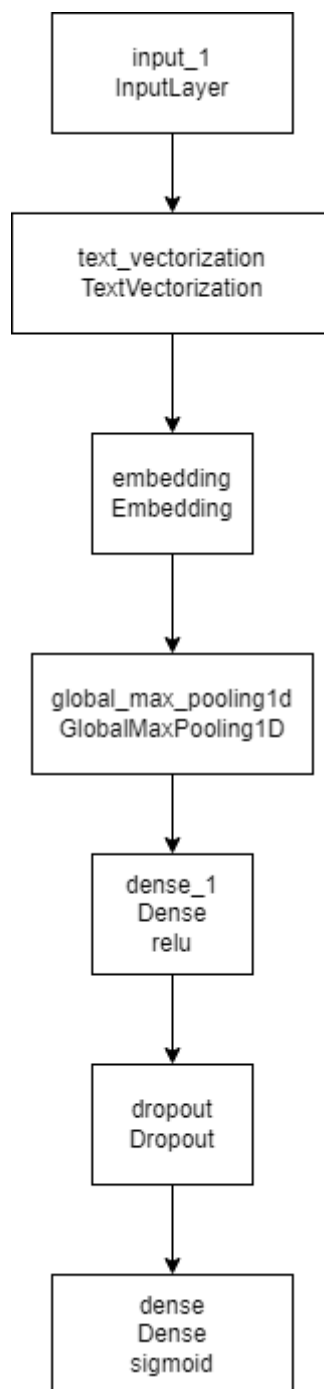 input_1
InputLayer
text_vectorization
TextVectorization
embedding
Embedding
global_max_pooling1d
GlobalMaxPooling1D
dense_1
Dense
relu
dropout
Dropout
dense
Dense
sigmoid